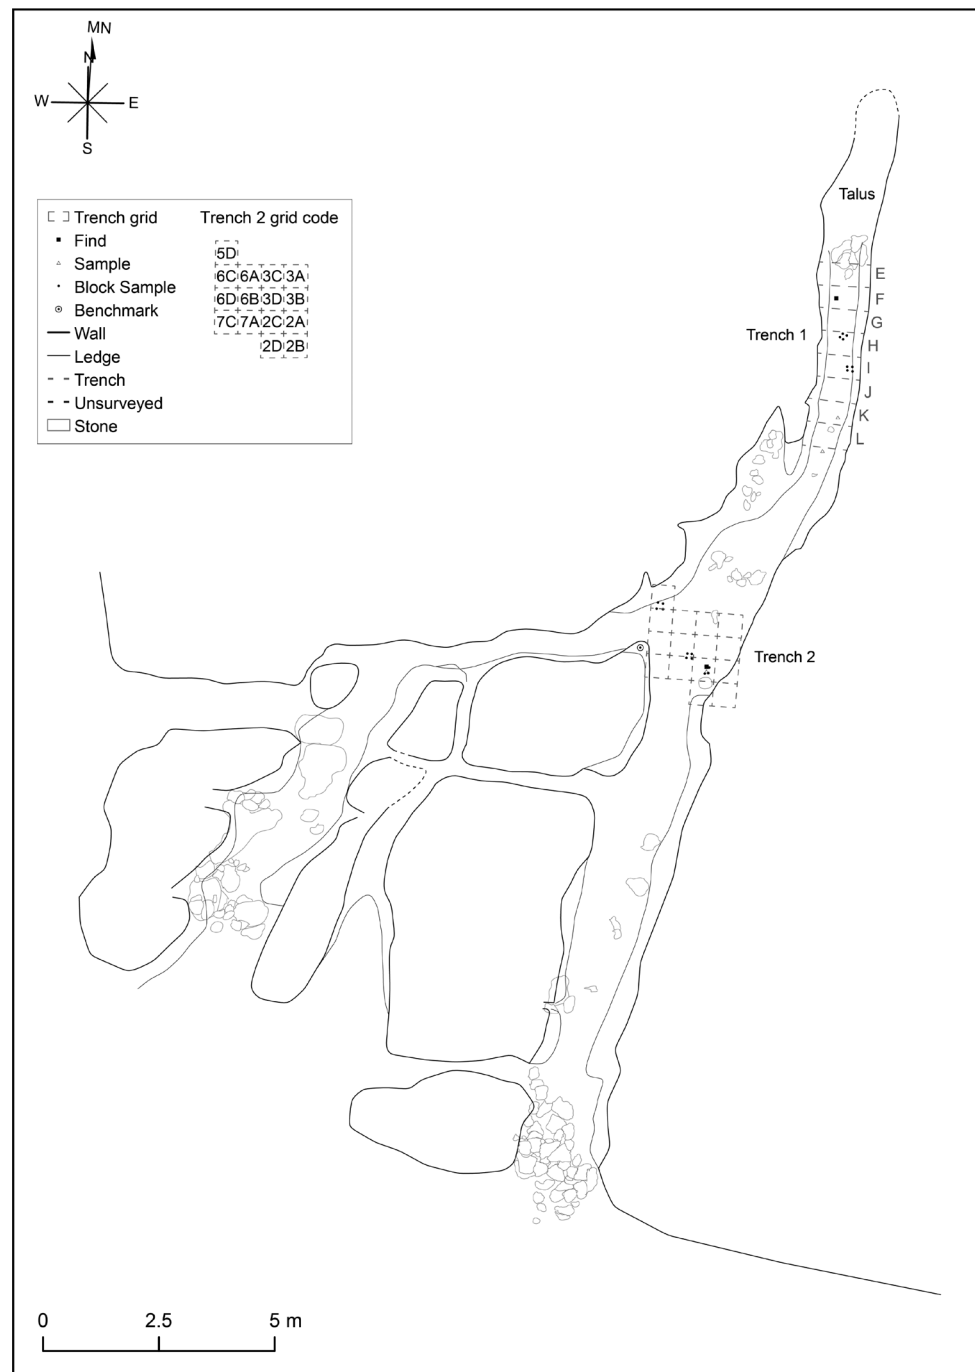 MN
N
W E
S
Trench grid
Find
Sample
Block Sample
Benchmark
Wall
Ledge
Trench
Unsurveyed
Stone
Trench 2 grid code
5D
6C 6A 3C 3A
6D 6B 3D 3B
7C 7A 2C 2A
2D 2B
Talus
E
F
G
Trench 1
H
I
J
K
L
Trench 2
0 2.5 5 m